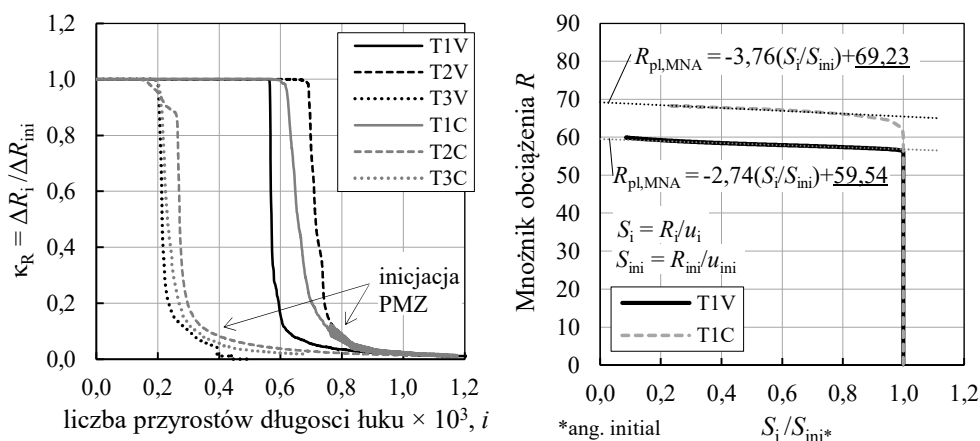 1,2
1,0
0,8
0,6
0,4
0,2
0,0
κR = ΔRi /ΔRini
T1V
T2V
T3V
T1C
T2C
T3C
inicjacja
PMZ
0,0 0,2 0,4 0,6 0,8 1,0 1,2
liczba przyrostów długosci łuku × 10³, i
90
80
70
60
50
40
30
20
10
0
Mnożnik obciążenia R
Rpl,MNA = -3,76(Si/Sini)+69,23
Rpl,MNA = -2,74(Si/Sini)+59,54
Si = Ri/ui
Sini = Rini/uini
T1V
T1C
0,0 0,2 0,4 0,6 0,8 1,0 1,2
*ang. initial Si/Sini*